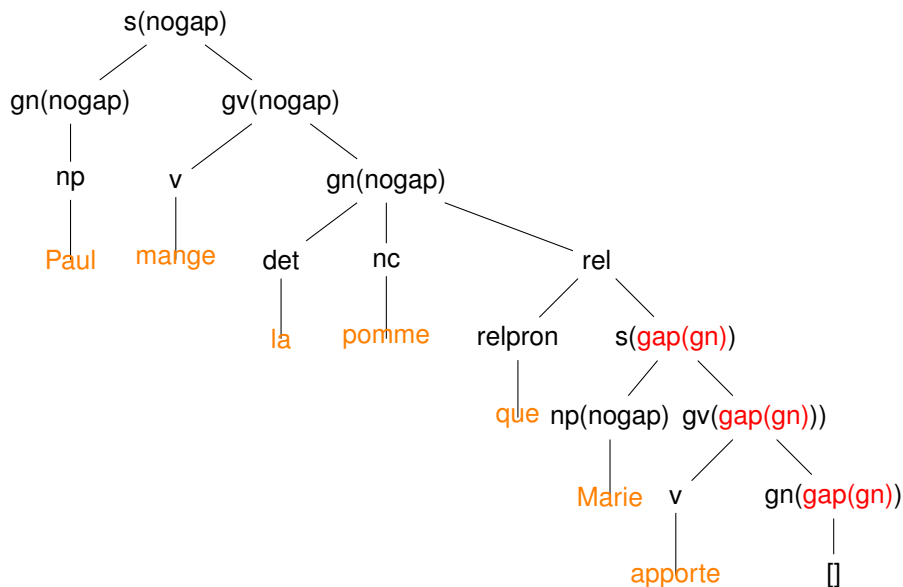 s(nogap)
gn(nogap) gv(nogap)
np v gn(nogap)
Paul mange det nc rel
la pomme relpron s(gap(gn))
que np(nogap) gv(gap(gn)))
Marie v gn(gap(gn))
apporte []